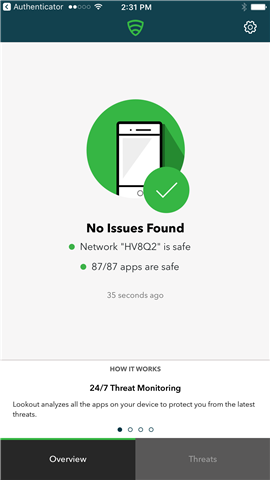 Authenticator 2:31 PM
No Issues Found
Network "HV8Q2" is safe
87/87 apps are safe
35 seconds ago
HOW IT WORKS
24/7 Threat Monitoring
Lookout analyzes all the apps on your device to protect you from the latest
threats.
Overview Threats